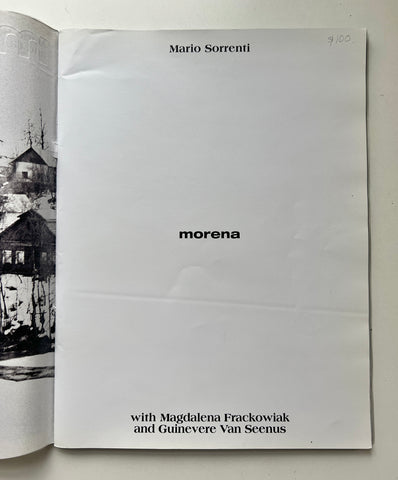 Mario Sorrenti
$100
morena
with Magdalena Frackowiak
and Guinevere Van Seenus